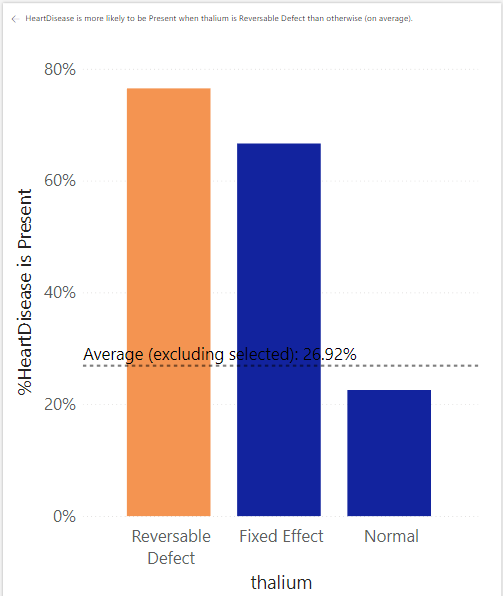 ← HeartDisease is more likely to be Present when thalium is Reversable Defect than otherwise (on average).
80%
60%
40%
20%
0%
%HeartDisease is Present
Average (excluding selected): 26.92%
Reversable
Defect
Fixed Effect
Normal
thalium